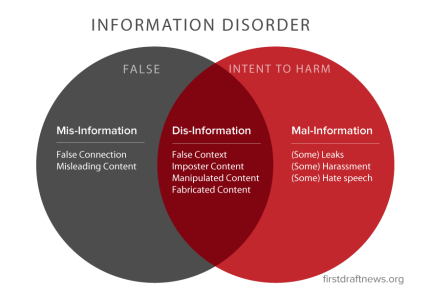 INFORMATION DISORDER
FALSE
INTENT TO HARM
Mis-Information
False Connection
Misleading Content
Dis-Information
False Context
Imposter Content
Manipulated Content
Fabricated Content
Mal-Information
(Some) Leaks
(Some) Harassment
(Some) Hate speech
firstdraftnews.org